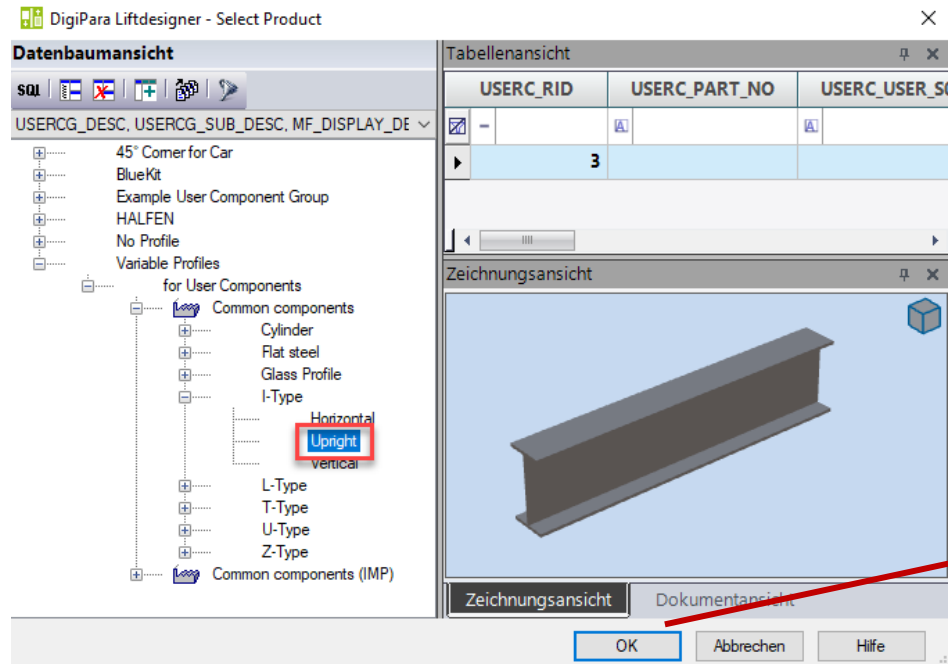 DigiPara Liftdesigner - Select Product
Datenbaumansicht
SQL
USERCG_DESC, USERCG_SUB_DESC, MF_DISPLAY_DE
45° Corner for Car
BlueKit
Example User Component Group
HALFEN
No Profile
Variable Profiles
for User Components
Common components
Cylinder
Flat steel
Glass Profile
I-Type
Horizontal
Upright
Vertical
L-Type
T-Type
U-Type
Z-Type
Common components (IMP)
Tabellenansicht
USERC_RID USERC_PART_NO USERC_USER_SO
3
Zeichnungsansicht
Zeichnungsansicht Dokumentansicht
OK Abbrechen Hilfe